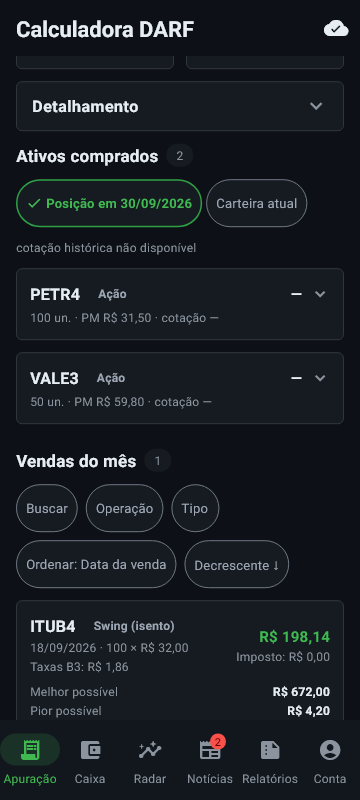 Calculadora DARF
Detalhamento
Ativos comprados 2
Posição em 30/09/2026 Carteira atual
cotação histórica não disponível
PETR4 Ação –
100 un. · PM R$ 31,50 · cotação —
VALE3 Ação –
50 un. · PM R$ 59,80 · cotação —
Vendas do mês 1
Buscar Operação Tipo
Ordenar: Data da venda Decrescente ↓
ITUB4 Swing (isento)
R$ 198,14
18/09/2026 · 100 × R$ 32,00
Imposto: R$ 0,00
Taxas B3: R$ 1,86
Melhor possível R$ 672,00
Pior possível R$ 4,20
2
Apuração Caixa Radar Notícias Relatórios Conta